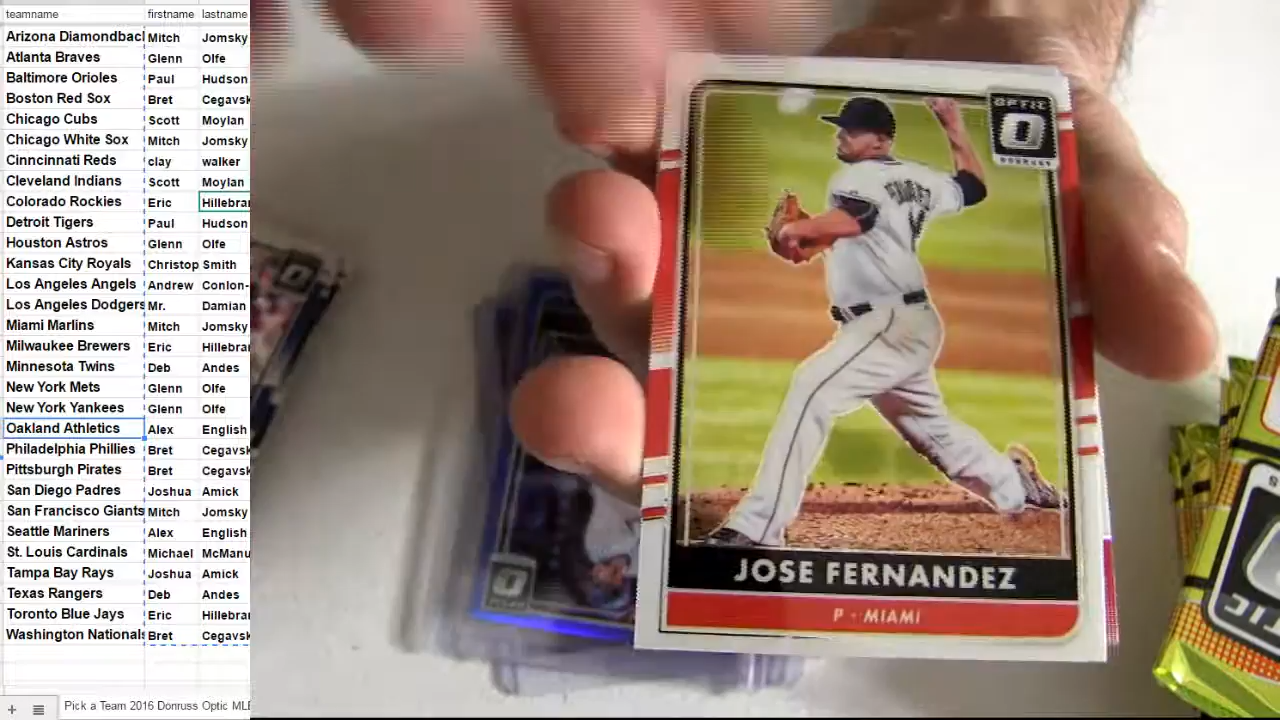 teamname firstname lastname
Arizona Diamondbac Mitch Jomsky
Atlanta Braves Glenn Olfe
Baltimore Orioles Paul Hudson
Boston Red Sox Bret Cegavsk
Chicago Cubs Scott Moylan
Chicago White Sox Mitch Jomsky
Cinncinnati Reds clay walker
Cleveland Indians Scott Moylan
Colorado Rockies Eric Hillebrar
Detroit Tigers Paul Hudson
Houston Astros Glenn Olfe
Kansas City Royals Christop Smith
Los Angeles Angels Andrew Conlon-
Los Angeles Dodgers Mr. Damian
Miami Marlins Mitch Jomsky
Milwaukee Brewers Eric Hillebrar
Minnesota Twins Deb Andes
New York Mets Glenn Olfe
New York Yankees Glenn Olfe
Oakland Athletics Alex English
Philadelphia Phillies Bret Cegavsk
Pittsburgh Pirates Bret Cegavsk
San Diego Padres Joshua Amick
San Francisco Giants Mitch Jomsky
Seattle Mariners Alex English
St. Louis Cardinals Michael McManu
Tampa Bay Rays Joshua Amick
Texas Rangers Deb Andes
Toronto Blue Jays Eric Hillebrar
Washington Nationals Bret Cegavsk
Pick a Team 2016 Donruss Optic MLE
OPTIC
DONRUSS
JOSE FERNANDEZ
P - MIAMI